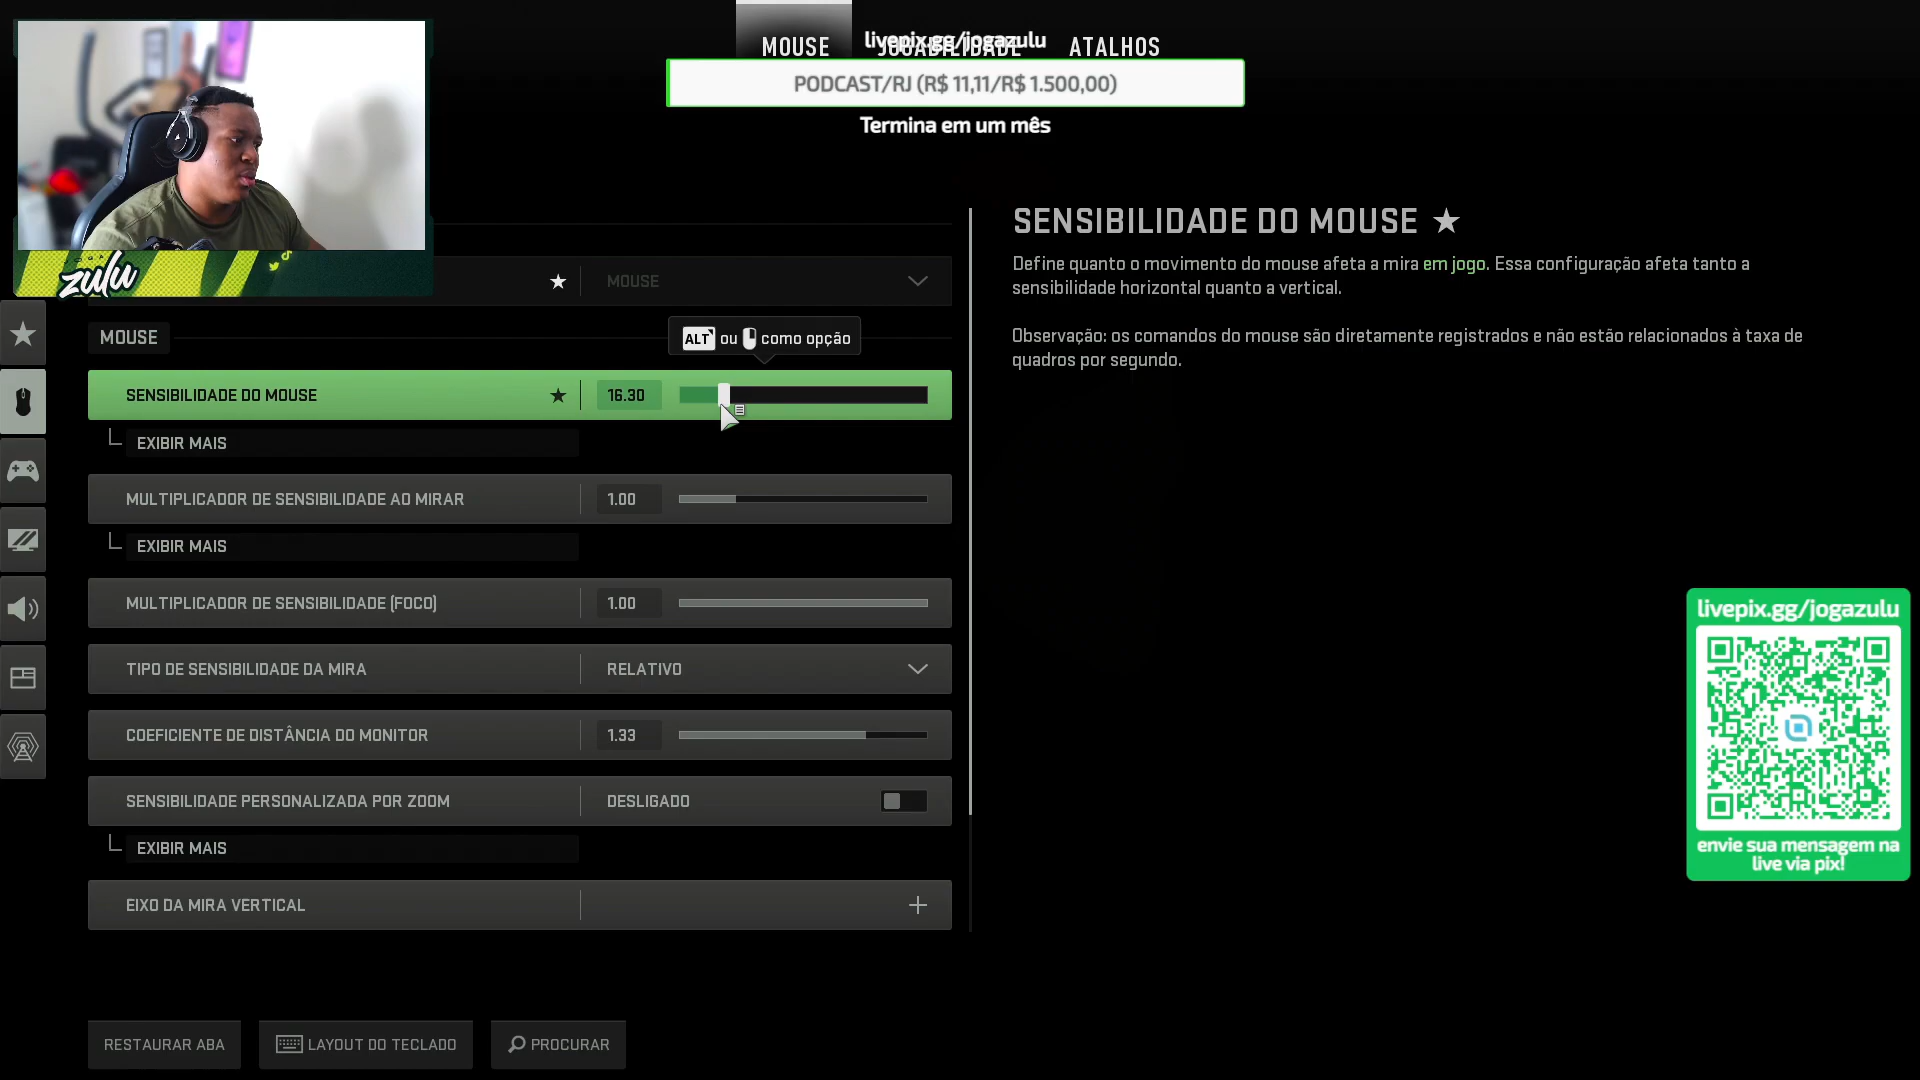 MOUSE
livepix.gg/jogazulu
JOGABILIDADE
ATALHOS
PODCAST/RJ (R$ 11,11/R$ 1.500,00)
Termina em um mês
JOGA
zulu
MOUSE
SENSIBILIDADE DO MOUSE
Define quanto o movimento do mouse afeta a mira em jogo. Essa configuração afeta tanto a
sensibilidade horizontal quanto a vertical.
Observação: os comandos do mouse são diretamente registrados e não estão relacionados à taxa de
quadros por segundo.
MOUSE
ALT ou como opção
SENSIBILIDADE DO MOUSE 16.30
EXIBIR MAIS
MULTIPLICADOR DE SENSIBILIDADE AO MIRAR 1.00
EXIBIR MAIS
MULTIPLICADOR DE SENSIBILIDADE (FOCO) 1.00
TIPO DE SENSIBILIDADE DA MIRA RELATIVO
COEFICIENTE DE DISTÂNCIA DO MONITOR 1.33
SENSIBILIDADE PERSONALIZADA POR ZOOM DESLIGADO
EXIBIR MAIS
EIXO DA MIRA VERTICAL
livepix.gg/jogazulu
envie sua mensagem na
live via pix!
RESTAURAR ABA
LAYOUT DO TECLADO
PROCURAR